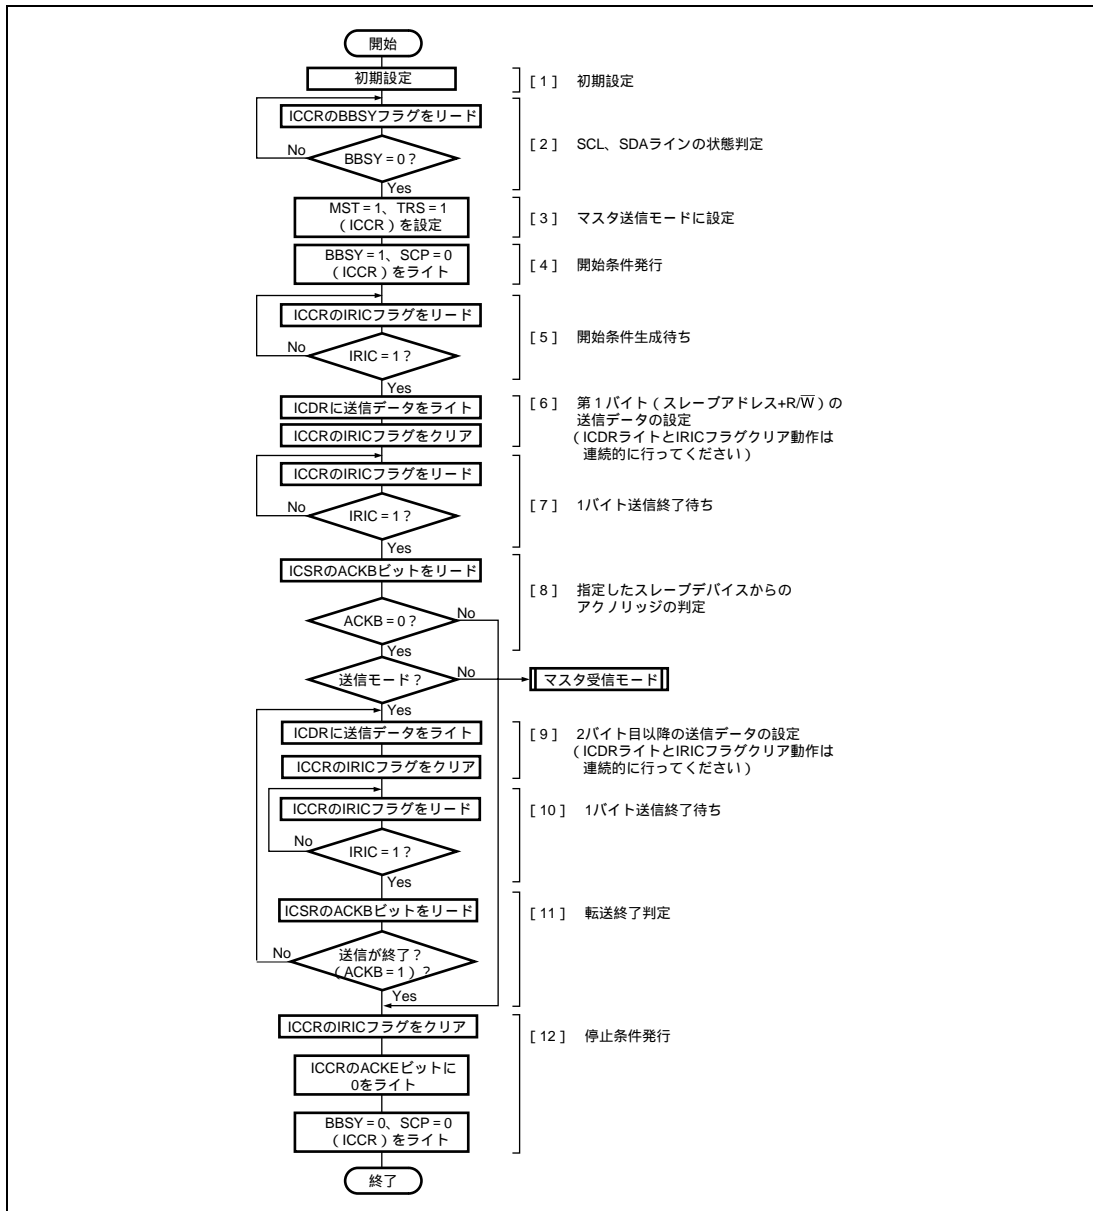 開始
初期設定
[ 1 ] 初期設定
ICCRのBBSYフラグをリード
BBSY = 0 ?
No
Yes
[ 2 ] SCL、SDAラインの状態判定
MST = 1、TRS = 1
( ICCR ) を設定
[ 3 ] マスタ送信モードに設定
BBSY = 1、SCP = 0
( ICCR ) をライト
[ 4 ] 開始条件発行
ICCRのIRICフラグをリード
IRIC = 1 ?
No
Yes
[ 5 ] 開始条件生成待ち
ICDRに送信データをライト
ICCRのIRICフラグをクリア
[ 6 ] 第1バイト ( スレーブアドレス+R/W̅ ) の
送信データの設定
( ICDRライトとIRICフラグクリア動作は
連続的に行ってください )
ICCRのIRICフラグをリード
IRIC = 1 ?
No
Yes
[ 7 ] 1バイト送信終了待ち
ICSRのACKBビットをリード
ACKB = 0 ?
No
Yes
[ 8 ] 指定したスレーブデバイスからの
アクノリッジの判定
送信モード ?
No
Yes
マスタ受信モード
ICDRに送信データをライト
ICCRのIRICフラグをクリア
[ 9 ] 2バイト目以降の送信データの設定
( ICDRライトとIRICフラグクリア動作は
連続的に行ってください )
ICCRのIRICフラグをリード
IRIC = 1 ?
No
Yes
[ 10 ] 1バイト送信終了待ち
ICSRのACKBビットをリード
送信が終了 ?
( ACKB = 1 ) ?
No
Yes
[ 11 ] 転送終了判定
ICCRのIRICフラグをクリア
[ 12 ] 停止条件発行
ICCRのACKEビットに
0をライト
BBSY = 0、SCP = 0
( ICCR ) をライト
終了